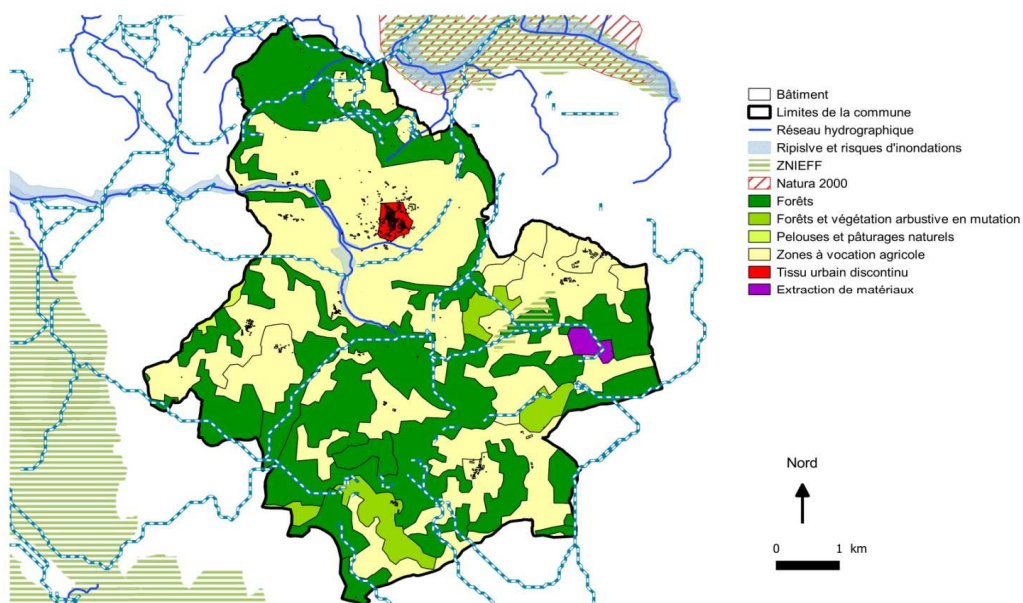 Bâtiment
Limites de la commune
Réseau hydrographique
Ripislve et risques d'inondations
ZNIEFF
Natura 2000
Forêts
Forêts et végétation arbustive en mutation
Pelouses et pâturages naturels
Zones à vocation agricole
Tissu urbain discontinu
Extraction de matériaux
Nord
0 1 km